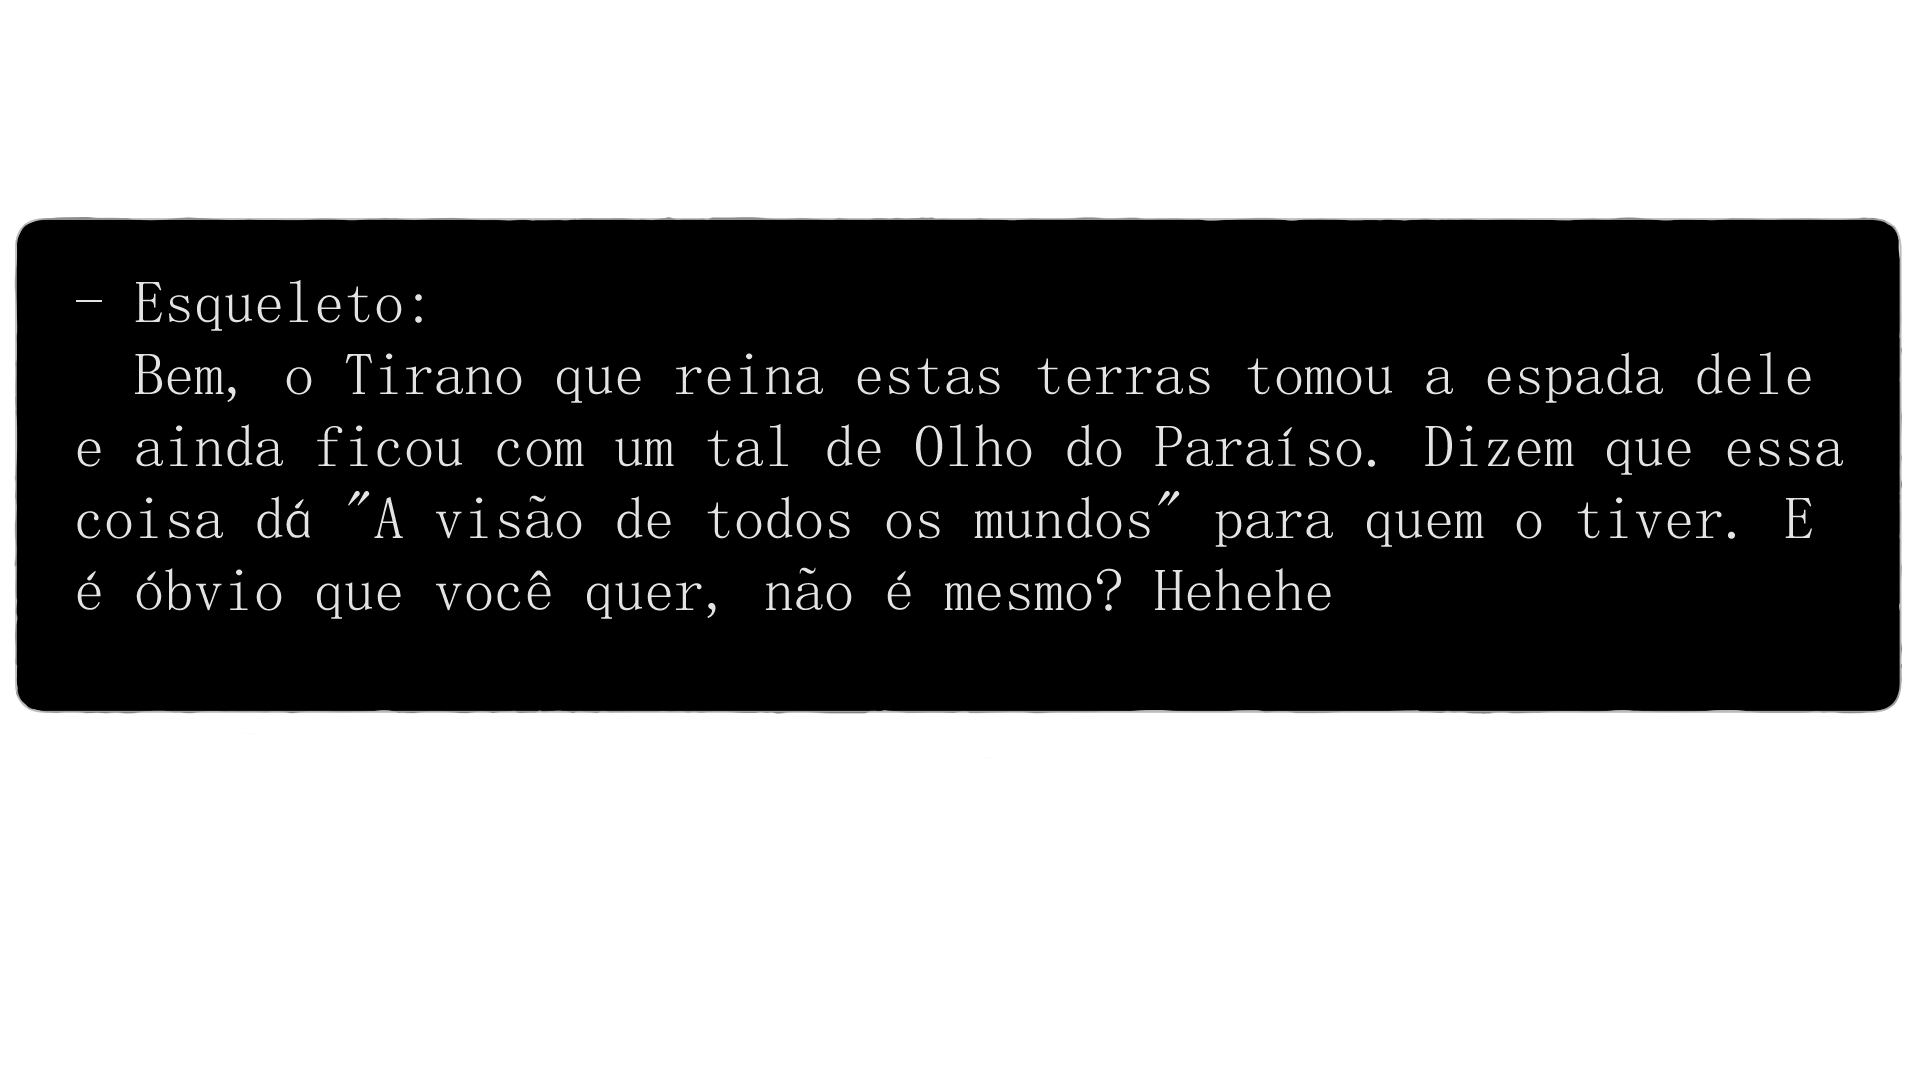 - Esqueleto:
Bem, o Tirano que reina estas terras tomou a espada dele
e ainda ficou com um tal de Olho do Paraíso. Dizem que essa
coisa dá "A visão de todos os mundos" para quem o tiver. E
é óbvio que você quer, não é mesmo? Hehehe